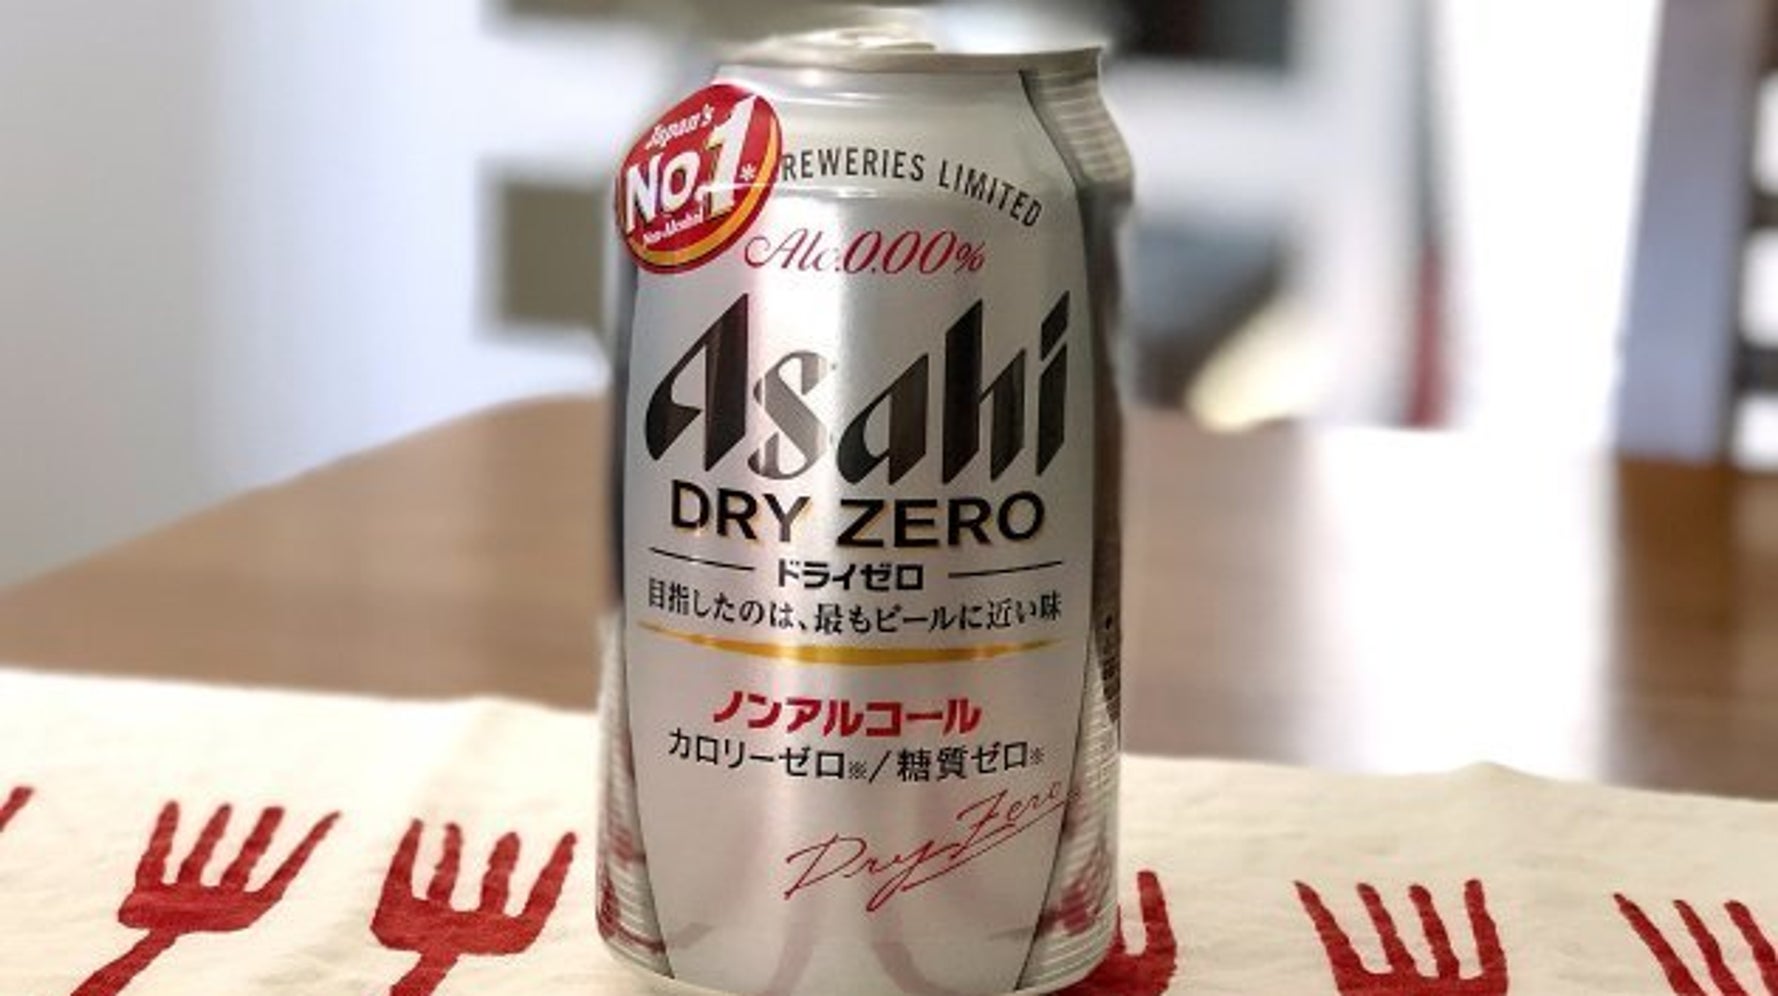 Japan's
No.1※
Non-Alcohol
REWERIES LIMITED
Alc.0.00%
Asahi
DRY ZERO
ドライゼロ
目指したのは、最もビールに近い味
ノンアルコール
カロリーゼロ※/糖質ゼロ※
Dry Zero